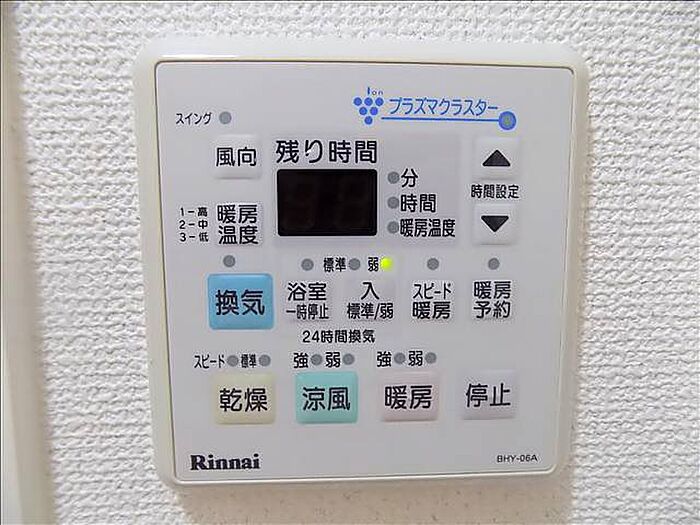 Ion
プラズマクラスター
スイング
風向
残り時間
分
時間
暖房温度
時間設定
1-高
2-中
3-低
暖房
温度
標準 弱
換気
浴室
一時停止
入
標準/弱
スピード
暖房
暖房
予約
24時間換気
スピード 標準
強 弱
強 弱
乾燥
涼風
暖房
停止
Rinnai
BHY-06A